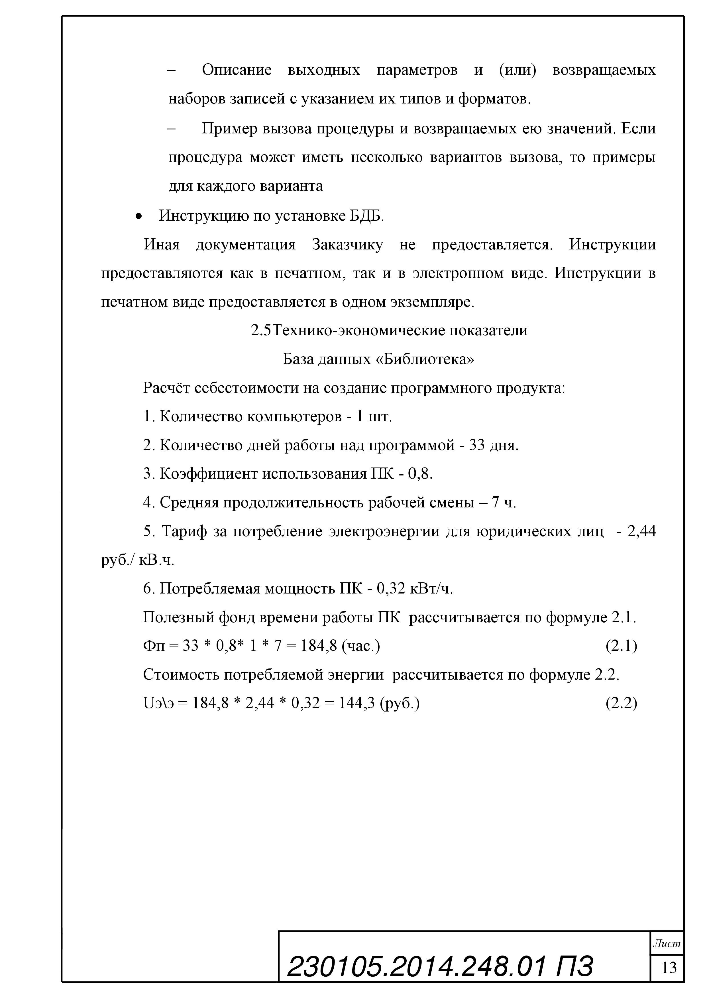 – Описание выходных параметров и (или) возвращаемых
наборов записей с указанием их типов и форматов.
– Пример вызова процедуры и возвращаемых ею значений. Если
процедура может иметь несколько вариантов вызова, то примеры
для каждого варианта
• Инструкцию по установке БДБ.
Иная документация Заказчику не предоставляется. Инструкции
предоставляются как в печатном, так и в электронном виде. Инструкции в
печатном виде предоставляется в одном экземпляре.
2.5Технико-экономические показатели
База данных «Библиотека»
Расчёт себестоимости на создание программного продукта:
1. Количество компьютеров - 1 шт.
2. Количество дней работы над программой - 33 дня.
3. Коэффициент использования ПК - 0,8.
4. Средняя продолжительность рабочей смены – 7 ч.
5. Тариф за потребление электроэнергии для юридических лиц - 2,44
руб./ кВ.ч.
6. Потребляемая мощность ПК - 0,32 кВт/ч.
Полезный фонд времени работы ПК рассчитывается по формуле 2.1.
Фп = 33 * 0,8* 1 * 7 = 184,8 (час.) (2.1)
Стоимость потребляемой энергии рассчитывается по формуле 2.2.
Uэ\э = 184,8 * 2,44 * 0,32 = 144,3 (руб.) (2.2)
Лист
230105.2014.248.01 ПЗ
13